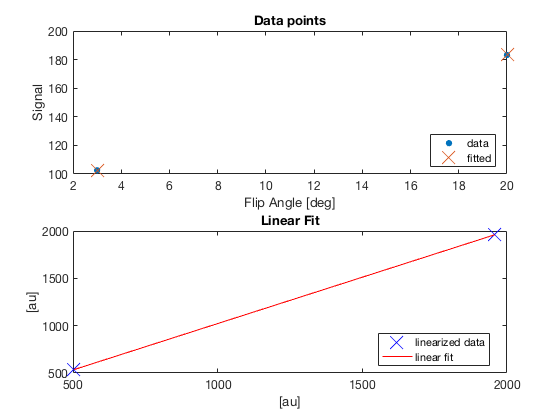 Data points
200
180
160
140
120
100
Signal
data
fitted
2 4 6 8 10 12 14 16 18 20
Flip Angle [deg]
Linear Fit
2000
1500
1000
500
[au]
linearized data
linear fit
500 1000 1500 2000
[au]